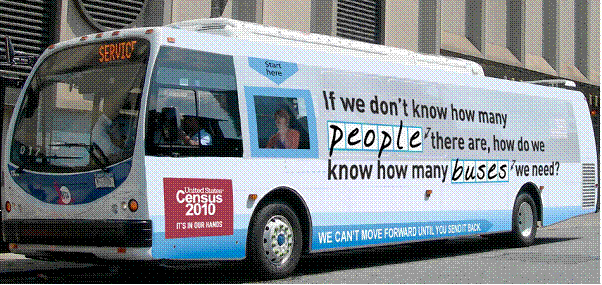 SERVICE
Start
here
If we don't know how many
people there are, how do we
know how many buses we need?
United States
Census
2010
IT'S IN OUR HANDS
WE CAN'T MOVE FORWARD UNTIL YOU SEND IT BACK.